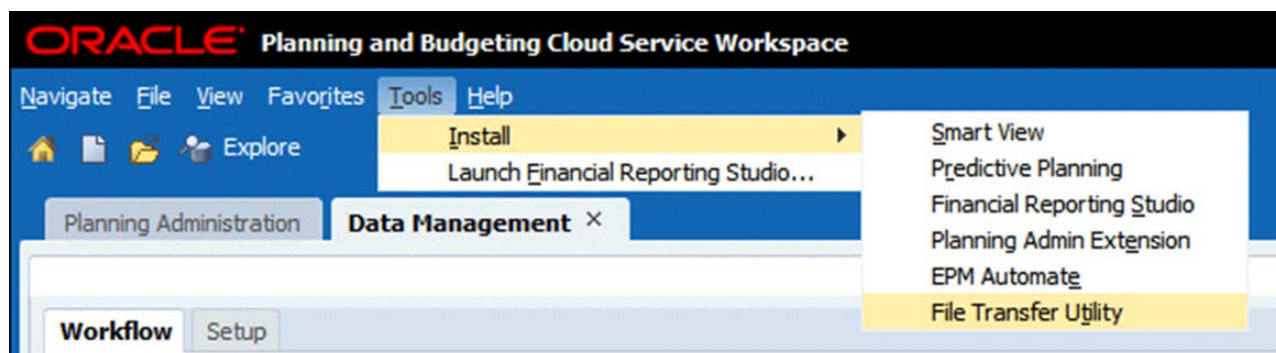 ORACLE Planning and Budgeting Cloud Service Workspace
Navigate File View Favorites Tools Help
Explore
Install
Launch Financial Reporting Studio...
Smart View
Predictive Planning
Financial Reporting Studio
Planning Admin Extension
EPM Automate
File Transfer Utility
Planning Administration Data Management ×
Workflow Setup